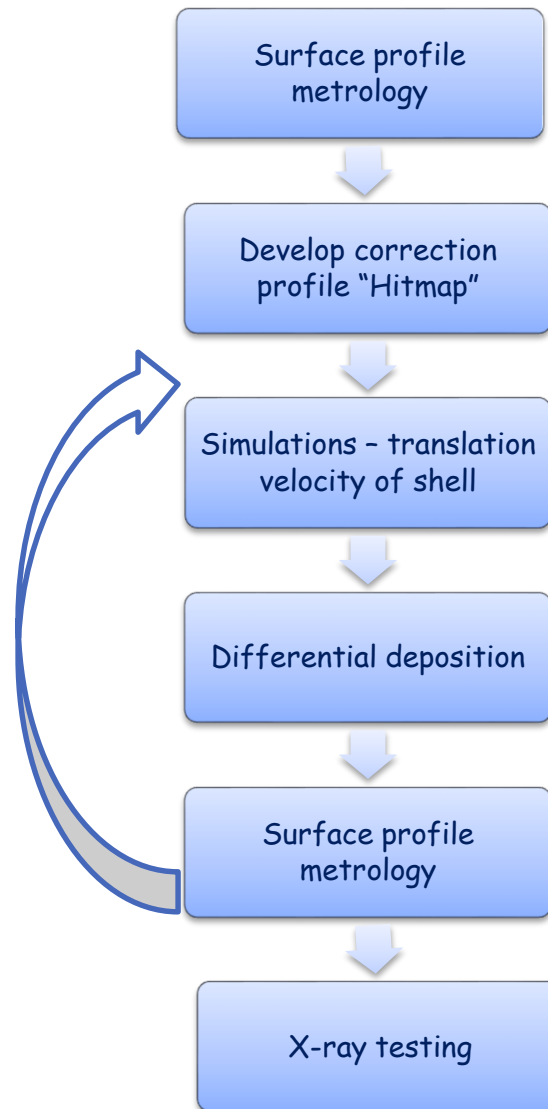 Surface profile
metrology
Develop correction
profile “Hitmap”
Simulations – translation
velocity of shell
Differential deposition
Surface profile
metrology
X-ray testing